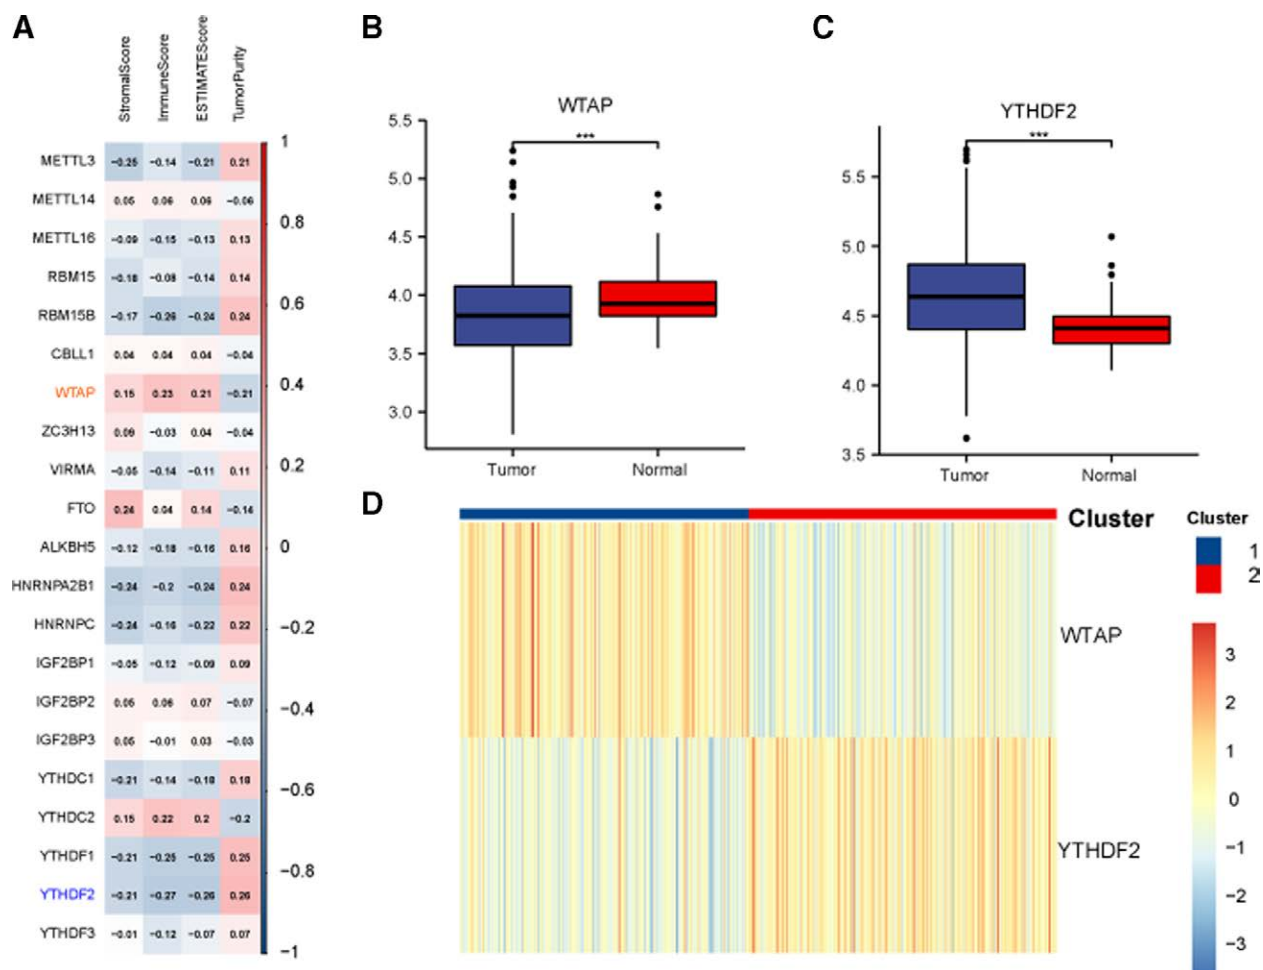 A
StromalScore ImmuneScore ESTIMATEScore TumorPurity
METTL3 −0.25 −0.14 −0.21 0.21
METTL14 0.05 0.06 0.06 −0.06
METTL16 −0.09 −0.15 −0.13 0.13
RBM15 −0.18 −0.08 −0.14 0.14
RBM15B −0.17 −0.26 −0.24 0.24
CBLL1 0.04 0.04 0.04 −0.04
WTAP 0.15 0.23 0.21 −0.21
ZC3H13 0.09 −0.03 0.04 −0.04
VIRMA −0.05 −0.14 −0.11 0.11
FTO 0.24 0.04 0.14 −0.14
ALKBH5 −0.12 −0.18 −0.16 0.16
HNRNPA2B1 −0.24 −0.2 −0.24 0.24
HNRNPC −0.24 −0.16 −0.22 0.22
IGF2BP1 −0.05 −0.12 −0.09 0.09
IGF2BP2 0.05 0.06 0.07 −0.07
IGF2BP3 0.05 −0.01 0.03 −0.03
YTHDC1 −0.21 −0.14 −0.18 0.18
YTHDC2 0.15 0.22 0.2 −0.2
YTHDF1 −0.21 −0.25 −0.25 0.25
YTHDF2 −0.21 −0.27 −0.26 0.26
YTHDF3 −0.01 −0.12 −0.07 0.07
1
0.8
0.6
0.4
0.2
0
−0.2
−0.4
−0.6
−0.8
−1
B
WTAP
***
5.5
5.0
4.5
4.0
3.5
3.0
Tumor Normal
C
YTHDF2
***
5.5
5.0
4.5
4.0
3.5
Tumor Normal
D
Cluster
WTAP
YTHDF2
Cluster
1
2
3
2
1
0
−1
−2
−3